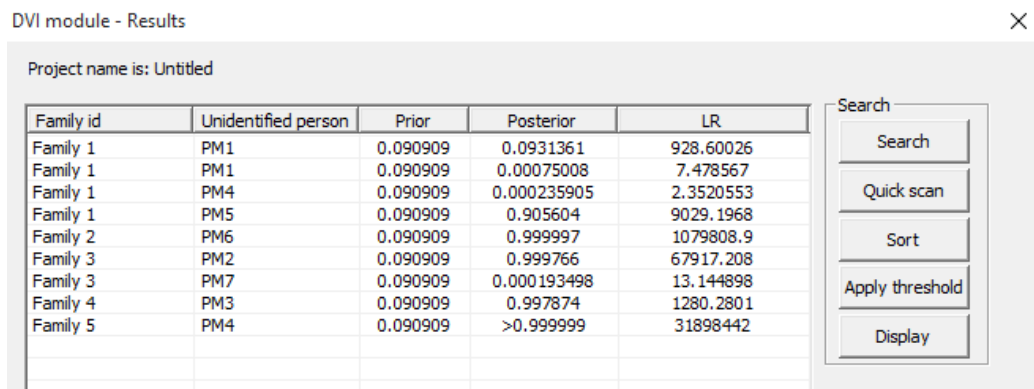 DVI module - Results
Project name is: Untitled
Family id Unidentified person Prior Posterior LR
Family 1 PM1 0.090909 0.0931361 928.60026
Family 1 PM1 0.090909 0.00075008 7.478567
Family 1 PM4 0.090909 0.000235905 2.3520553
Family 1 PM5 0.090909 0.905604 9029.1968
Family 2 PM6 0.090909 0.999997 1079808.9
Family 3 PM2 0.090909 0.999766 67917.208
Family 3 PM7 0.090909 0.000193498 13.144898
Family 4 PM3 0.090909 0.997874 1280.2801
Family 5 PM4 0.090909 >0.999999 31898442
Search
Search
Quick scan
Sort
Apply threshold
Display